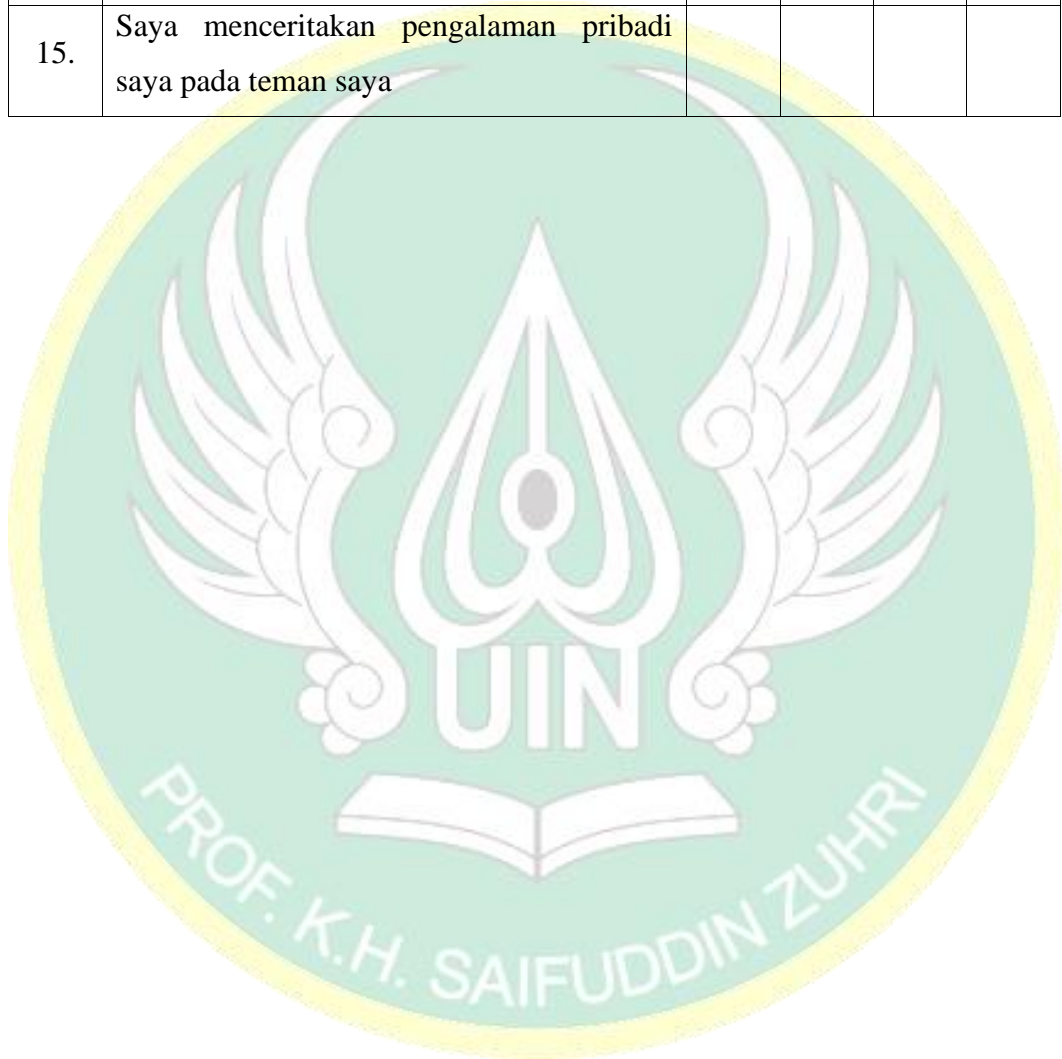 15.
Saya menceritakan pengalaman pribadi
saya pada teman saya
UIN
PROF. K.H. SAIFUDDIN ZUHRI